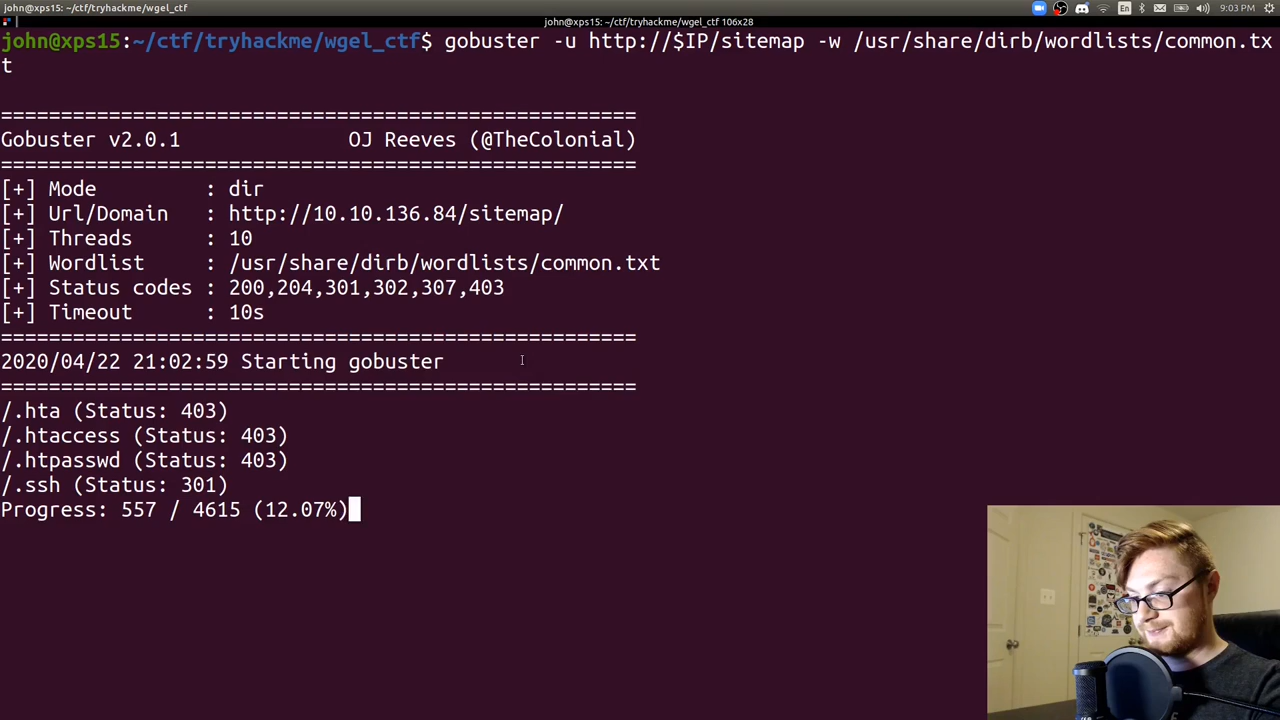 john@xps15: ~/ctf/tryhackme/wgel_ctf
En
9:03 PM
john@xps15: ~/ctf/tryhackme/wgel_ctf 106x28
john@xps15:~/ctf/tryhackme/wgel_ctf$ gobuster -u http://$IP/sitemap -w /usr/share/dirb/wordlists/common.tx
t
=====================================================
Gobuster v2.0.1              OJ Reeves (@TheColonial)
=====================================================
[+] Mode         : dir
[+] Url/Domain   : http://10.10.136.84/sitemap/
[+] Threads      : 10
[+] Wordlist     : /usr/share/dirb/wordlists/common.txt
[+] Status codes : 200,204,301,302,307,403
[+] Timeout      : 10s
=====================================================
2020/04/22 21:02:59 Starting gobuster
=====================================================
/.hta (Status: 403)
/.htaccess (Status: 403)
/.htpasswd (Status: 403)
/.ssh (Status: 301)
Progress: 557 / 4615 (12.07%)